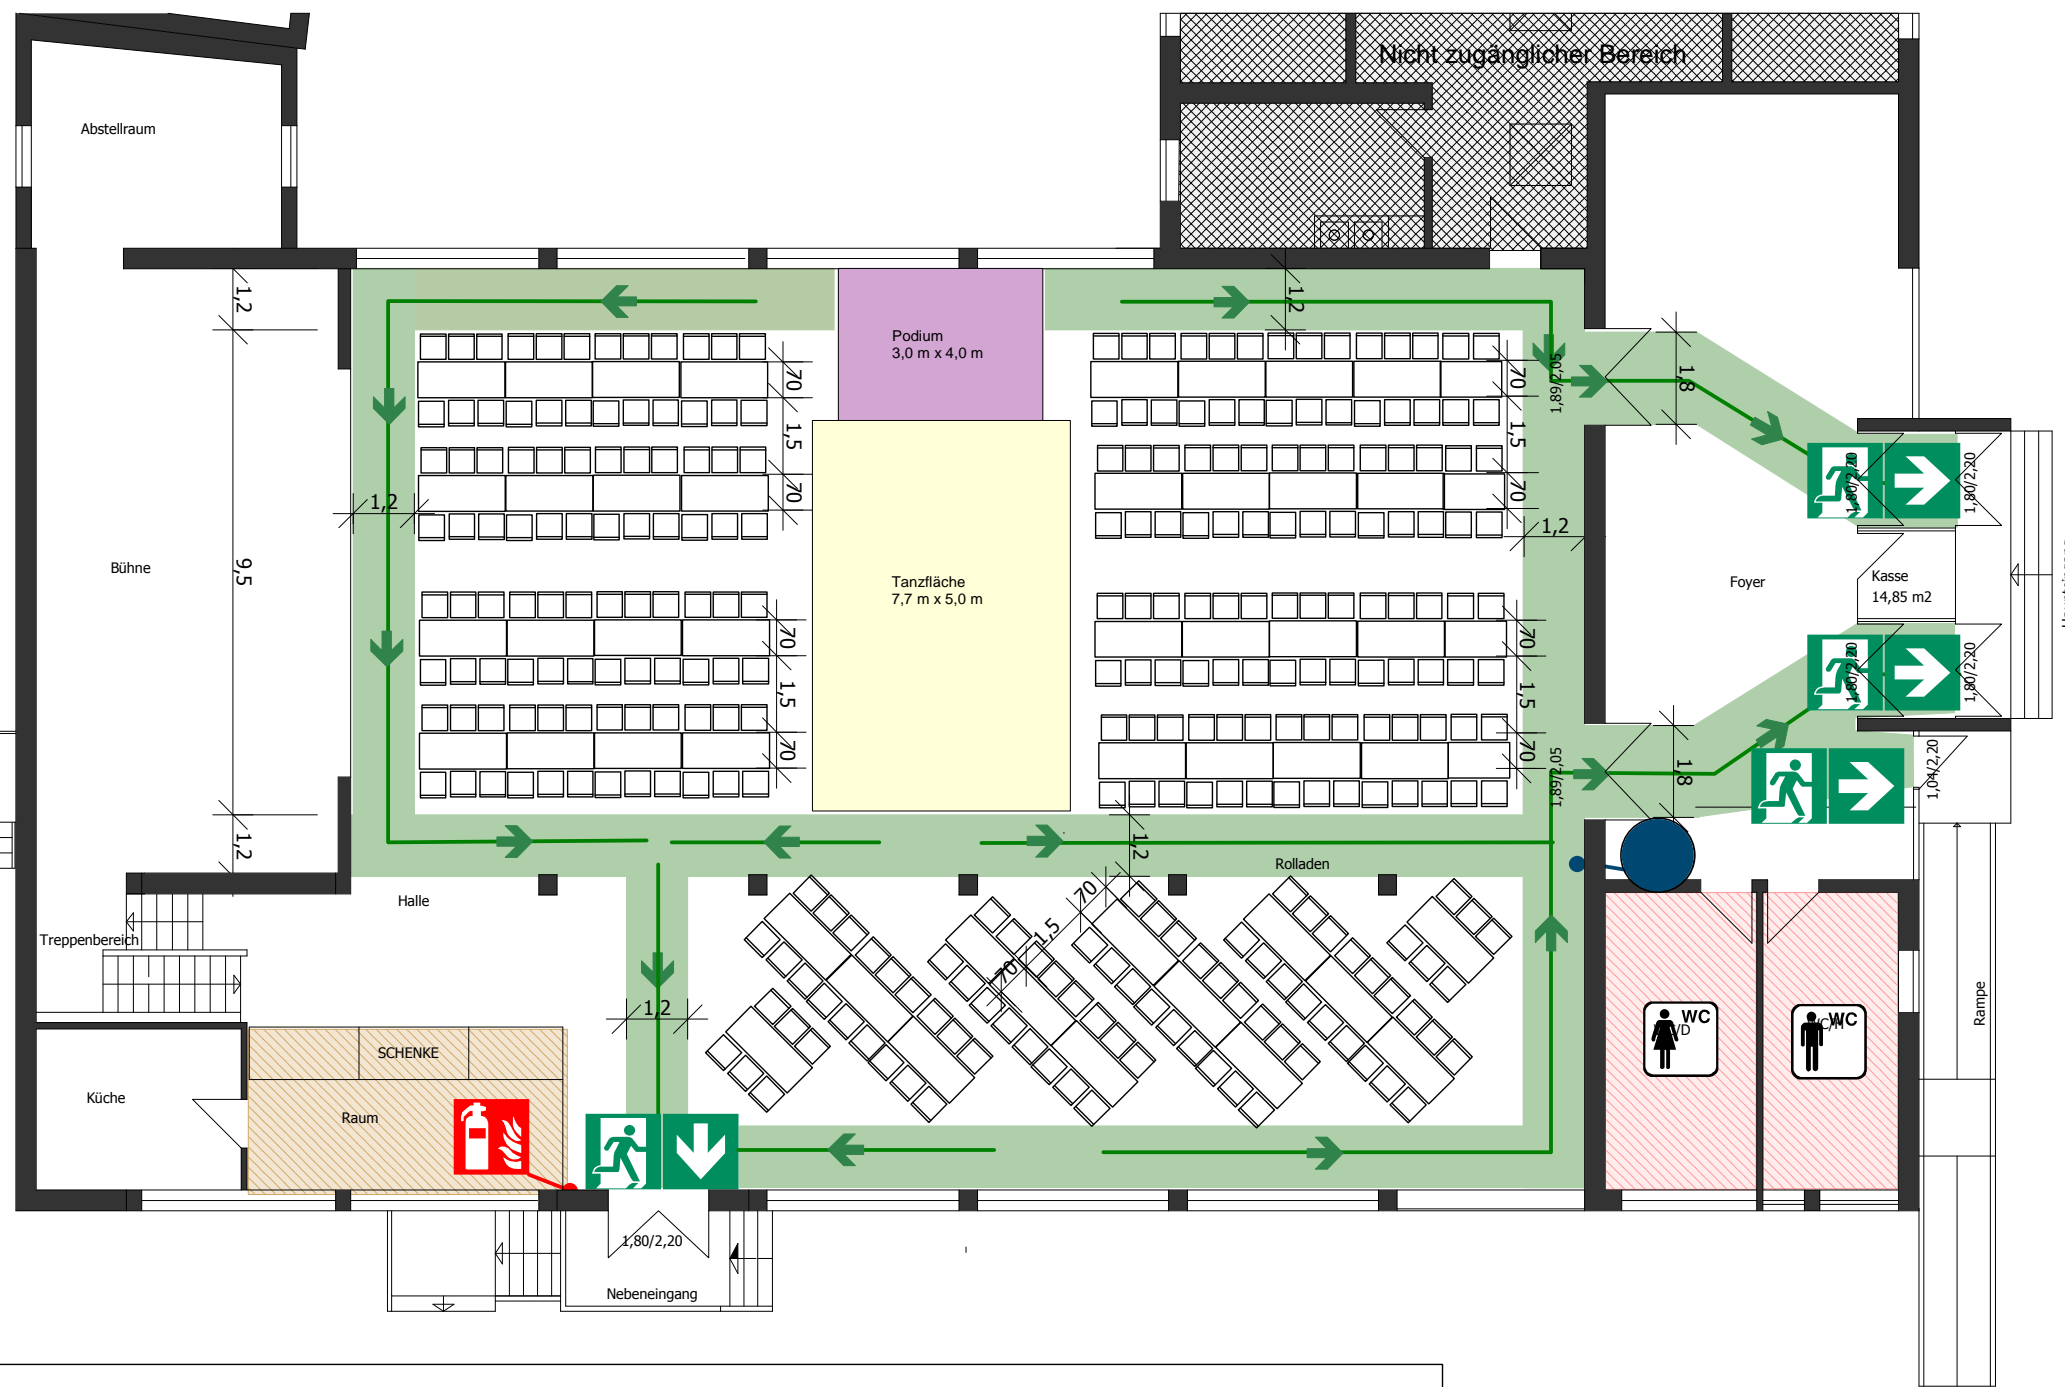 Nicht zugänglicher Bereich
Abstellraum
1,2
1,2
Podium
3,0 m x 4,0 m
70
1,5
70
70
1,5
70
1,89/2,05
1,8
1,80/2,20
1,80/2,20
1,2
1,2
Bühne
9,5
Tanzfläche
7,7 m x 5,0 m
Foyer
Kasse
14,85 m2
70
1,5
70
70
1,5
70
1,80/2,20
1,80/2,20
1,89/2,05
1,8
1,04/2,20
1,2
1,2
Rolladen
Halle
70
1,5
70
Treppenbereich
1,2
Rampe
WC
WC
SCHENKE
Küche
Raum
1,80/2,20
Nebeneingang